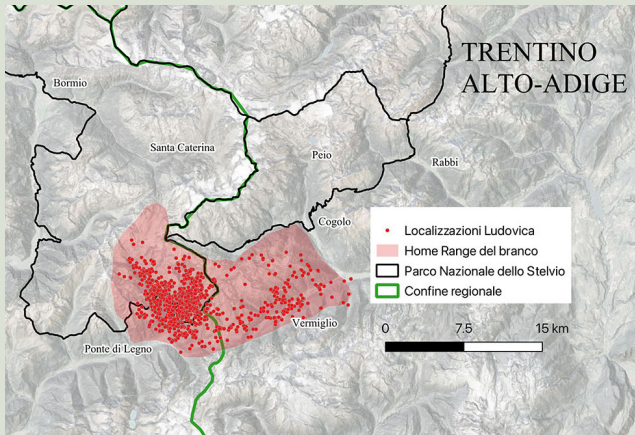 TRENTINO
ALTO-ADIGE
Bormio
Santa Caterina
Peio
Rabbi
Cogolo
Localizzazioni Ludovica
Home Range del branco
Parco Nazionale dello Stelvio
Confine regionale
Vermiglio
0 7.5 15 km
Ponte di Legno